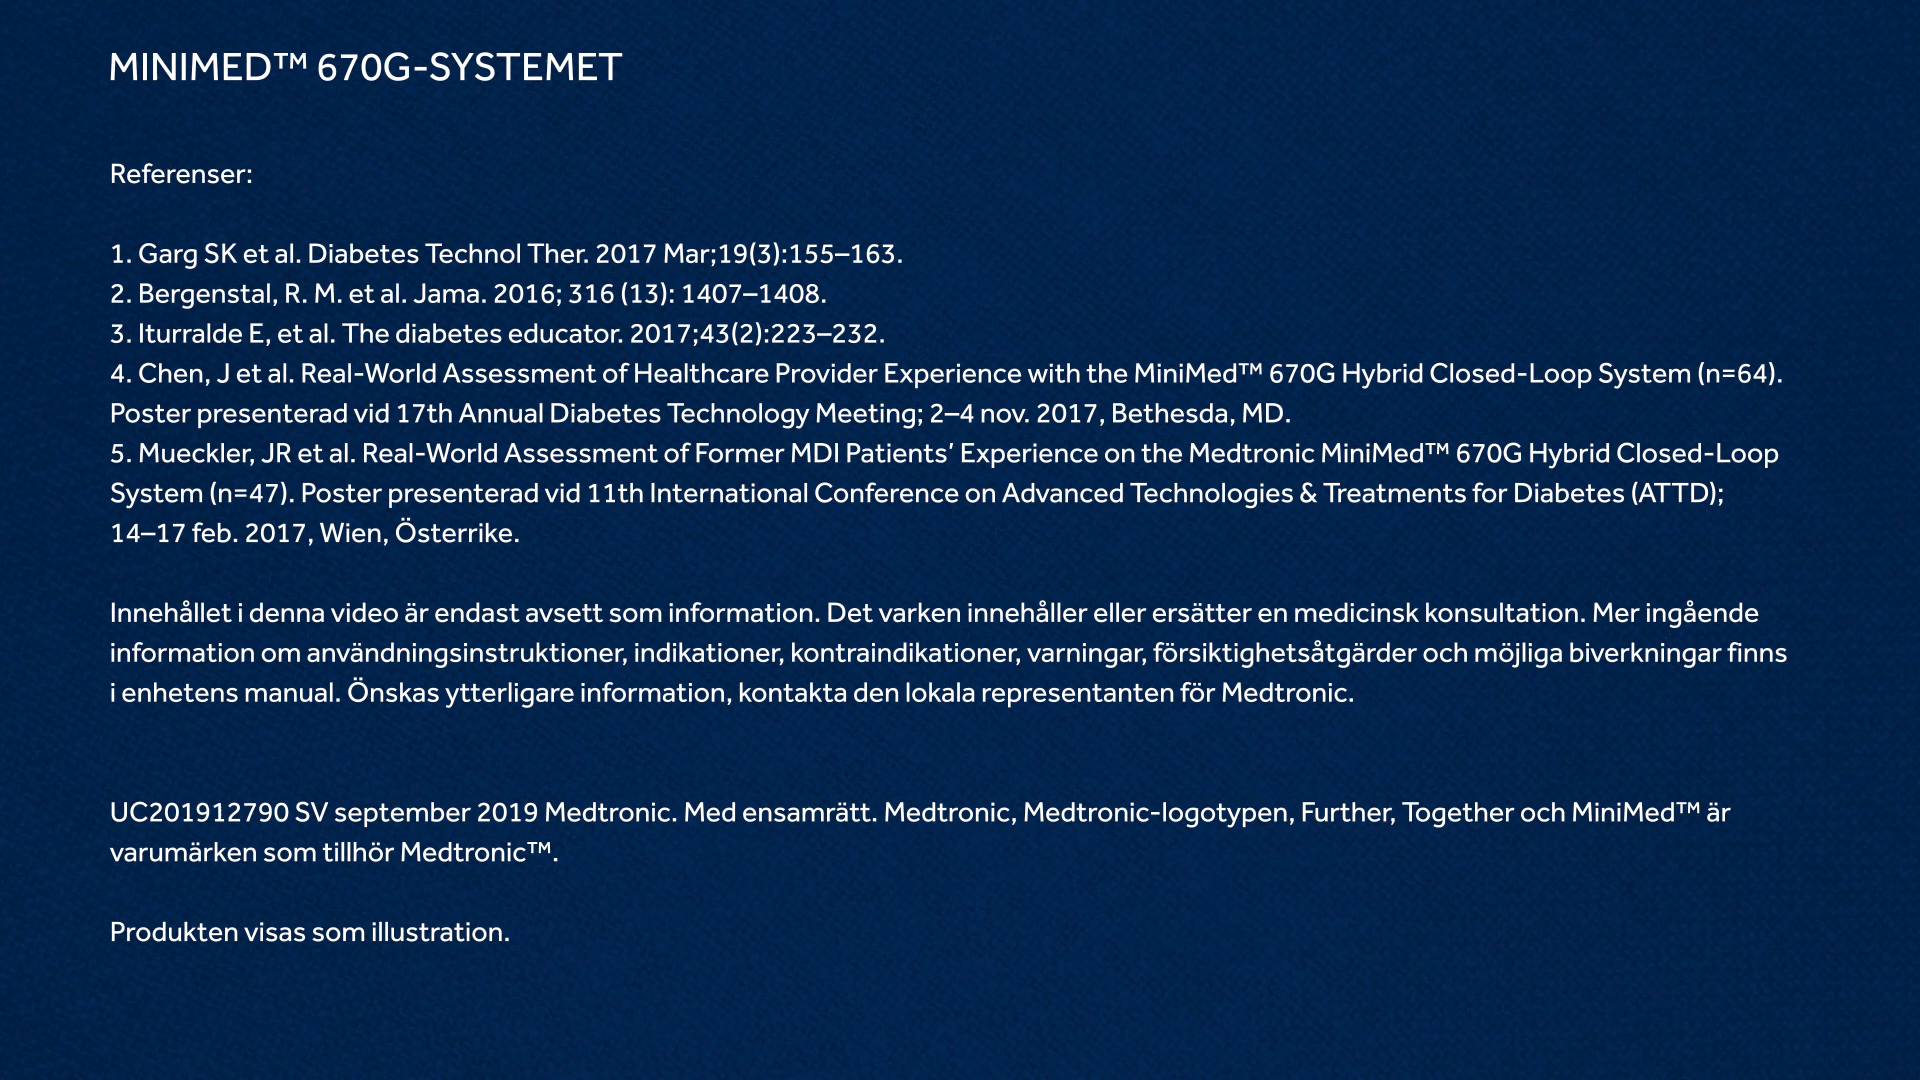 MINIMED™ 670G-SYSTEMET
Referenser:
1. Garg SK et al. Diabetes Technol Ther. 2017 Mar;19(3):155–163.
2. Bergenstal, R. M. et al. Jama. 2016; 316 (13): 1407–1408.
3. Iturralde E, et al. The diabetes educator. 2017;43(2):223–232.
4. Chen, J et al. Real-World Assessment of Healthcare Provider Experience with the MiniMed™ 670G Hybrid Closed-Loop System (n=64).
Poster presenterad vid 17th Annual Diabetes Technology Meeting; 2–4 nov. 2017, Bethesda, MD.
5. Mueckler, JR et al. Real-World Assessment of Former MDI Patients’ Experience on the Medtronic MiniMed™ 670G Hybrid Closed-Loop
System (n=47). Poster presenterad vid 11th International Conference on Advanced Technologies & Treatments for Diabetes (ATTD);
14–17 feb. 2017, Wien, Österrike.
Innehållet i denna video är endast avsett som information. Det varken innehåller eller ersätter en medicinsk konsultation. Mer ingående
information om användningsinstruktioner, indikationer, kontraindikationer, varningar, försiktighetsåtgärder och möjliga biverkningar finns
i enhetens manual. Önskas ytterligare information, kontakta den lokala representanten för Medtronic.
UC201912790 SV september 2019 Medtronic. Med ensamrätt. Medtronic, Medtronic-logotypen, Further, Together och MiniMed™ är
varumärken som tillhör Medtronic™.
Produkten visas som illustration.